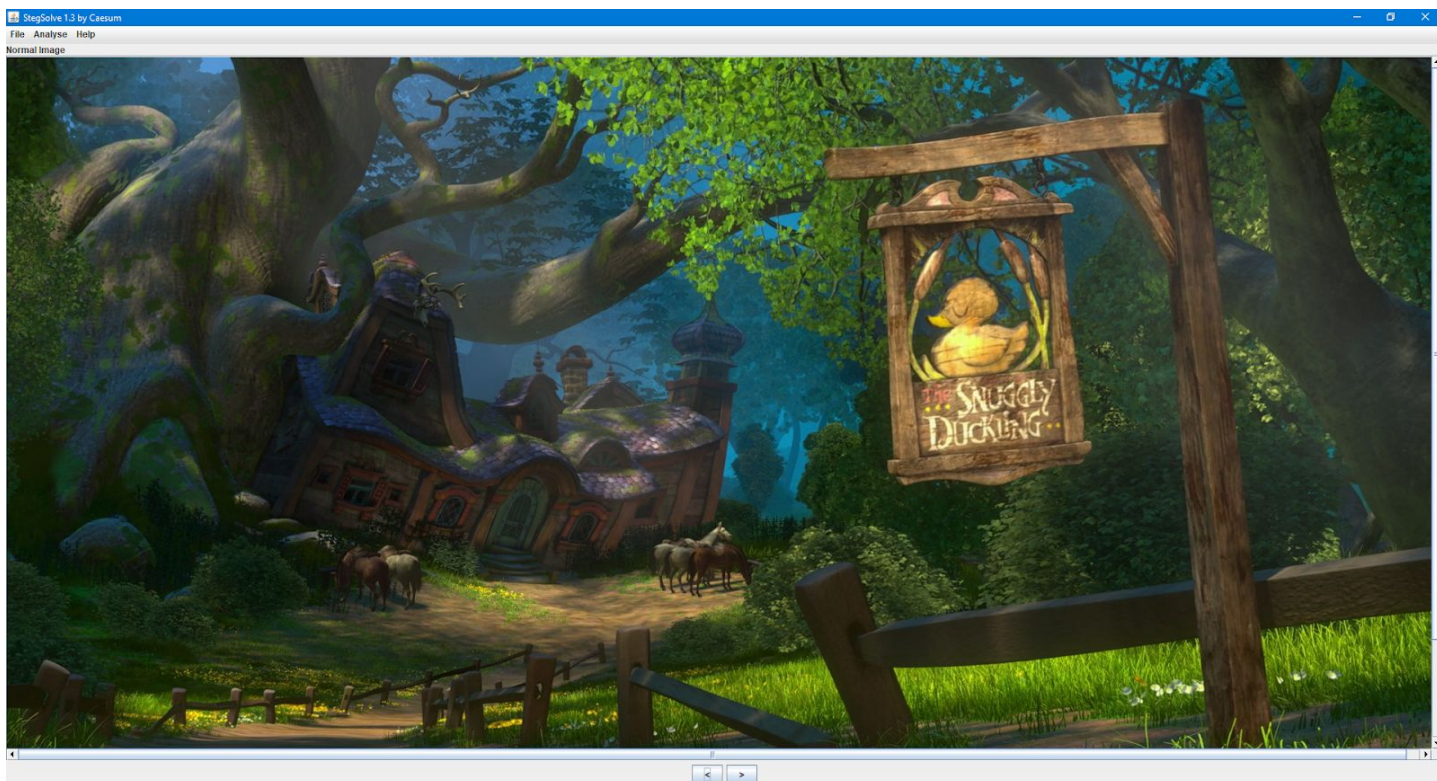 StegSolve 1.3 by Caesum
File Analyse Help
Normal Image
The SNUGGLY
DUCKLING
< >